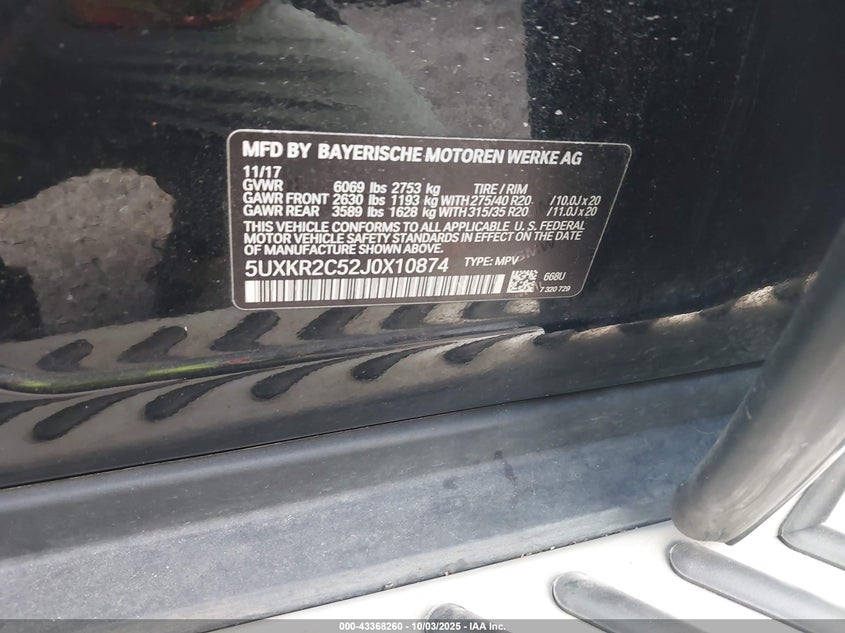 MFD BY BAYERISCHE MOTOREN WERKE AG
11/17
GVWR 6069 lbs 2753 kg TIRE / RIM
GAWR FRONT 2630 lbs 1193 kg WITH 275/40 R20 /10.0J x 20
GAWR REAR 3589 lbs 1628 kg WITH 315/35 R20 /11.0J x 20
THIS VEHICLE CONFORMS TO ALL APPLICABLE U. S. FEDERAL
MOTOR VEHICLE SAFETY STANDARDS IN EFFECT ON THE DATE
OF MANUFACTURE SHOWN ABOVE.
5UXKR2C52J0X10874 TYPE: MPV
668U
7 320 729
000-43368260 - 10/03/2025 - IAA Inc.